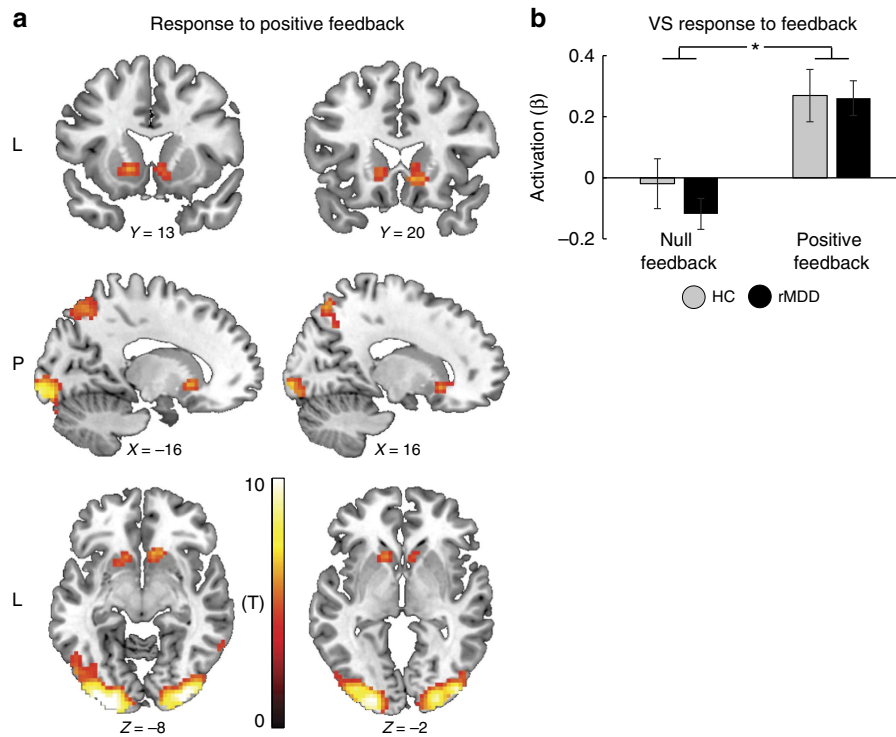 a
Response to positive feedback
L
Y = 13
Y = 20
P
X = –16
X = 16
L
10
(T)
0
Z = –8
Z = –2
b
VS response to feedback
*
Activation (β)
0.4
0.2
0
–0.2
Null
feedback
Positive
feedback
HC
rMDD